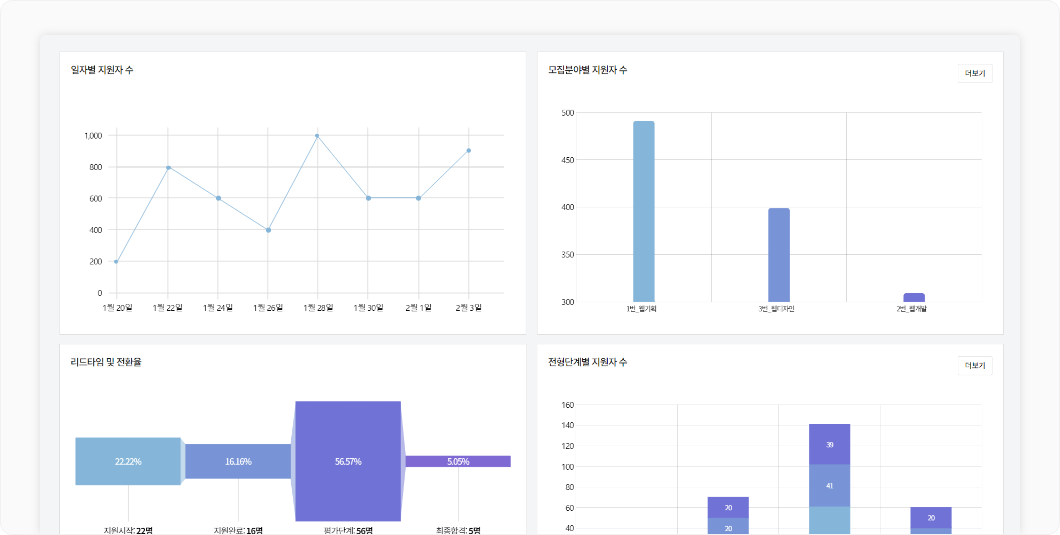 일자별 지원자 수
1,000
800
600
400
200
0
1월 20일 1월 22일 1월 24일 1월 26일 1월 28일 1월 30일 2월 1일 2월 3일
모집분야별 지원자 수
더보기
500
450
400
350
300
1번_웹기획 3번_웹디자인 2번_웹개발
리드타임 및 전환율
22.22% 16.16% 56.57% 5.05%
지원시작: 22명 지원완료: 16명 평가단계: 56명 최종합격: 5명
전형단계별 지원자 수
더보기
160
140
120
100
80
60
40
20
20
39
41
20